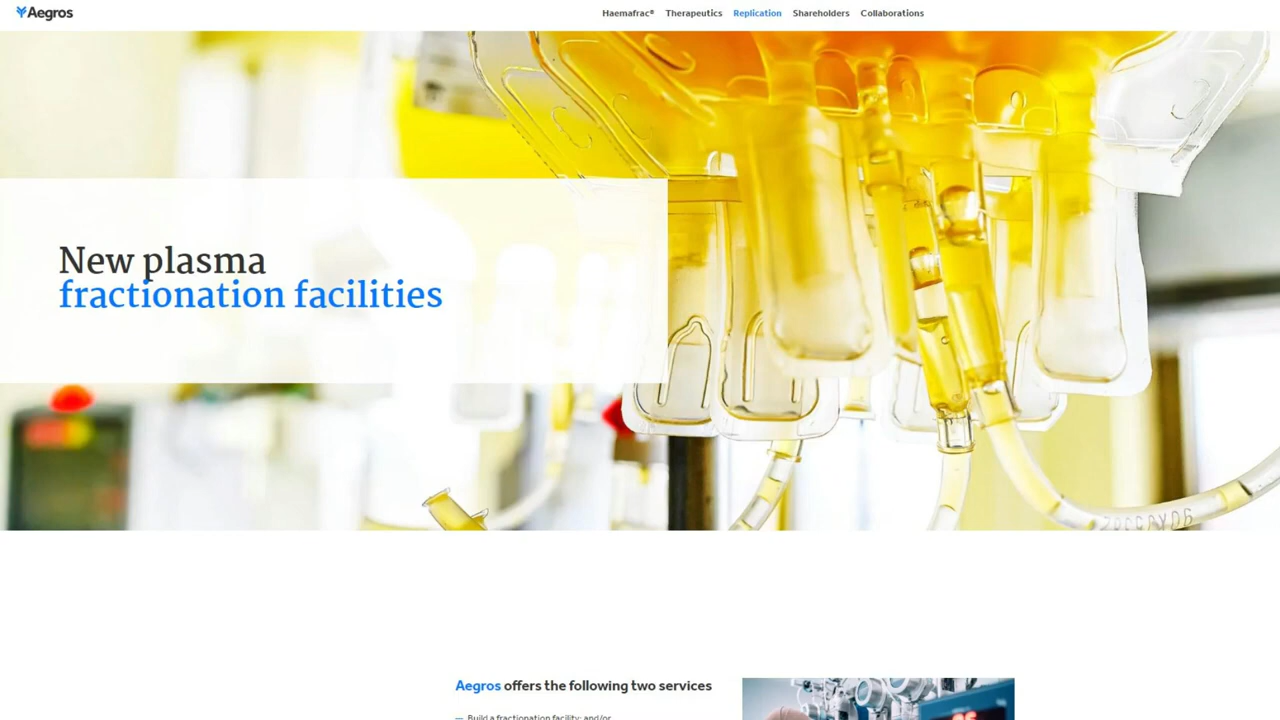 Aegros
Haemafrac® Therapeutics Replication Shareholders Collaborations
New plasma
fractionation facilities
Aegros offers the following two services
— Build a fractionation facility; and/or